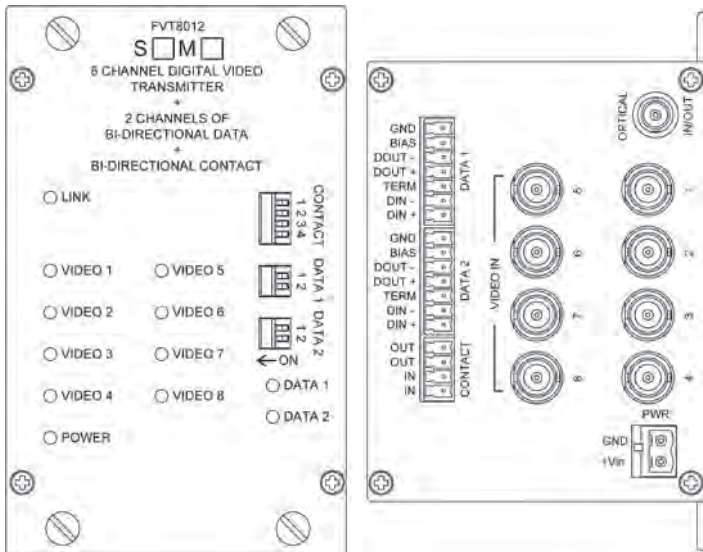 FVT8012
S M
8 CHANNEL DIGITAL VIDEO
TRANSMITTER
+
2 CHANNELS OF
BI-DIRECTIONAL DATA
+
BI-DIRECTIONAL CONTACT
LINK
1
2
3
4
CONTACT
VIDEO 1
VIDEO 5
1
2
DATA 1
VIDEO 2
VIDEO 6
1
2
DATA 2
VIDEO 3
VIDEO 7
←ON
VIDEO 4
VIDEO 8
DATA 1
DATA 2
POWER
OPTICAL
IN/OUT
GND
BIAS
DOUT -
DOUT +
TERM
DIN -
DIN +
DATA 1
GND
BIAS
DOUT -
DOUT +
TERM
DIN -
DIN +
DATA 2
OUT
OUT
IN
IN
CONTACT
VIDEO IN
5
1
6
2
7
3
8
4
PWR
GND
+Vin